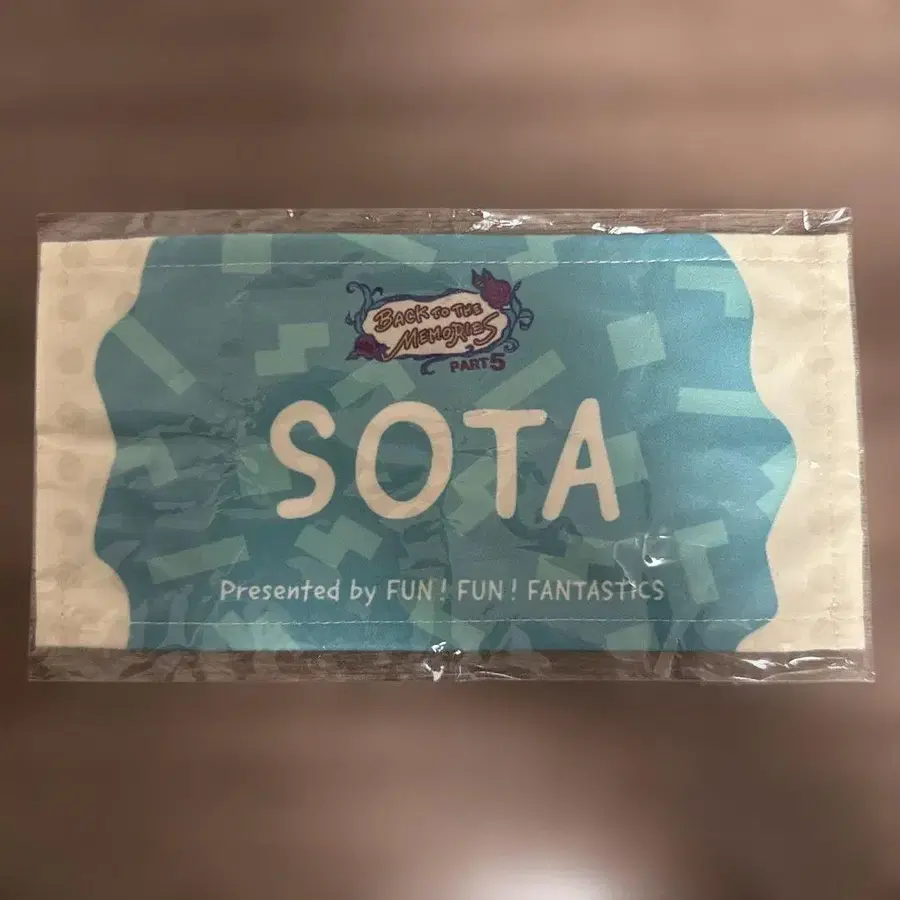 BACK TO THE
MEMORIES
PART5
SOTA
Presented by FUN! FUN! FANTASTICS